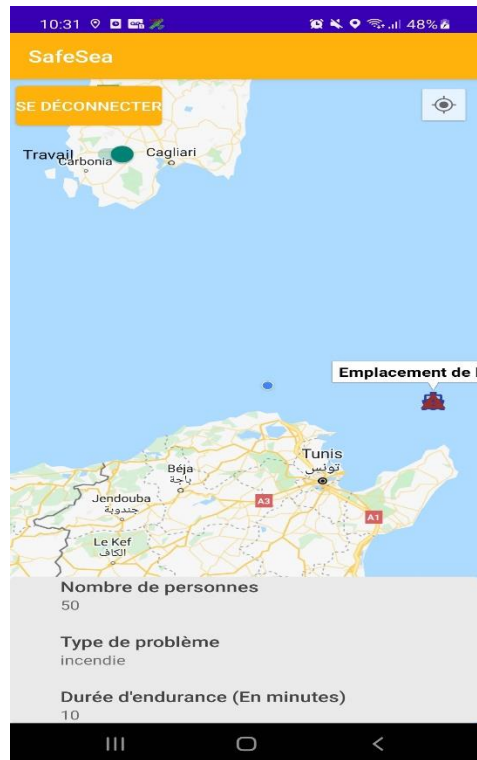 10:31
48%
SafeSea
SE DÉCONNECTER
Travail
Carbonia
Cagliari
Emplacement de
Tunis
تونس
Béja
باجة
Jendouba
جندوبة
A3
A1
Le Kef
الكاف
Nombre de personnes
50
Type de problème
incendie
Durée d'endurance (En minutes)
10